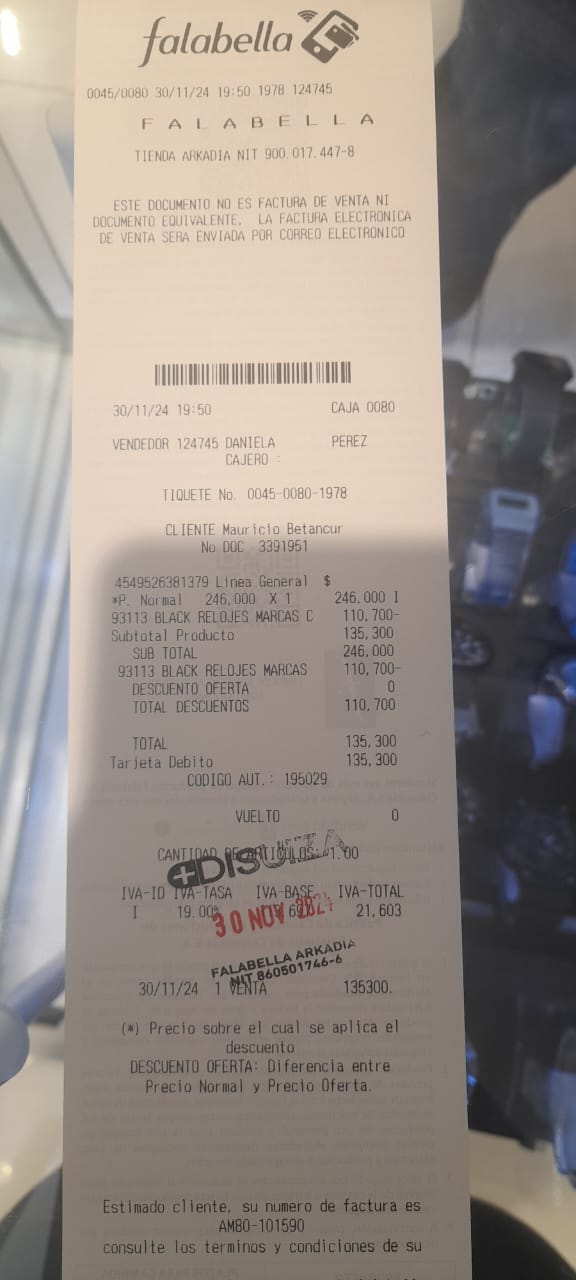 falabella
0045/0080 30/11/24 19:50 1978 124745
F A L A B E L L A
TIENDA ARKADIA NIT 900.017.447-8
ESTE DOCUMENTO NO ES FACTURA DE VENTA NI
DOCUMENTO EQUIVALENTE. LA FACTURA ELECTRONICA
DE VENTA SERA ENVIADA POR CORREO ELECTRONICO
30/11/24 19:50 CAJA 0080
VENDEDOR 124745 DANIELA PEREZ
CAJERO :
TIQUETE No. 0045-0080-1978
CLIENTE Mauricio Betancur
No DOC 3391951
4549526381379 Linea General $
*P. Normal 246,000 X 1 246,000 I
93113 BLACK RELOJES MARCAS C 110,700-
Subtotal Producto 135,300
SUB TOTAL 246,000
93113 BLACK RELOJES MARCAS 110,700-
DESCUENTO OFERTA 0
TOTAL DESCUENTOS 110,700
TOTAL 135,300
Tarjeta Debito 135,300
CODIGO AUT.: 195029
VUELTO 0
CANTIDAD DE ARTICULOS: 1.00
DISUIZA
IVA-ID IVA-TASA IVA-BASE IVA-TOTAL
I 19.00% 21,603
30 NOV 2024
FALABELLA ARKADIA
NIT 860501746-6
30/11/24 1 VENTA 135300.
(*) Precio sobre el cual se aplica el
descuento
DESCUENTO OFERTA: Diferencia entre
Precio Normal y Precio Oferta.
Estimado cliente, su numero de factura es
AM80-101590
consulte los terminos y condiciones de su